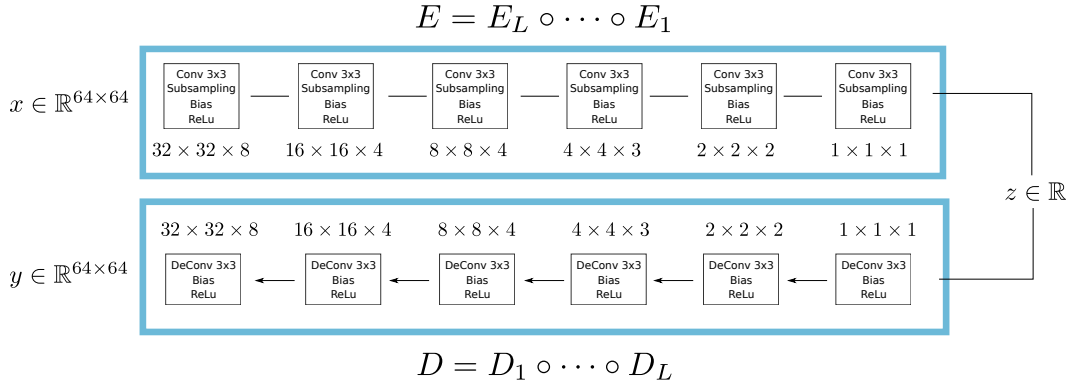 E = E_L ∘ ⋯ ∘ E_1
x ∈ ℝ^{64×64}
Conv 3x3 Conv 3x3 Conv 3x3 Conv 3x3 Conv 3x3 Conv 3x3
Subsampling Subsampling Subsampling Subsampling Subsampling Subsampling
Bias Bias Bias Bias Bias Bias
ReLu ReLu ReLu ReLu ReLu ReLu
32 × 32 × 8 16 × 16 × 4 8 × 8 × 4 4 × 4 × 3 2 × 2 × 2 1 × 1 × 1
z ∈ ℝ
32 × 32 × 8 16 × 16 × 4 8 × 8 × 4 4 × 4 × 3 2 × 2 × 2 1 × 1 × 1
y ∈ ℝ^{64×64}
DeConv 3x3 DeConv 3x3 DeConv 3x3 DeConv 3x3 DeConv 3x3 DeConv 3x3
Bias Bias Bias Bias Bias Bias
ReLu ReLu ReLu ReLu ReLu ReLu
D = D_1 ∘ ⋯ ∘ D_L